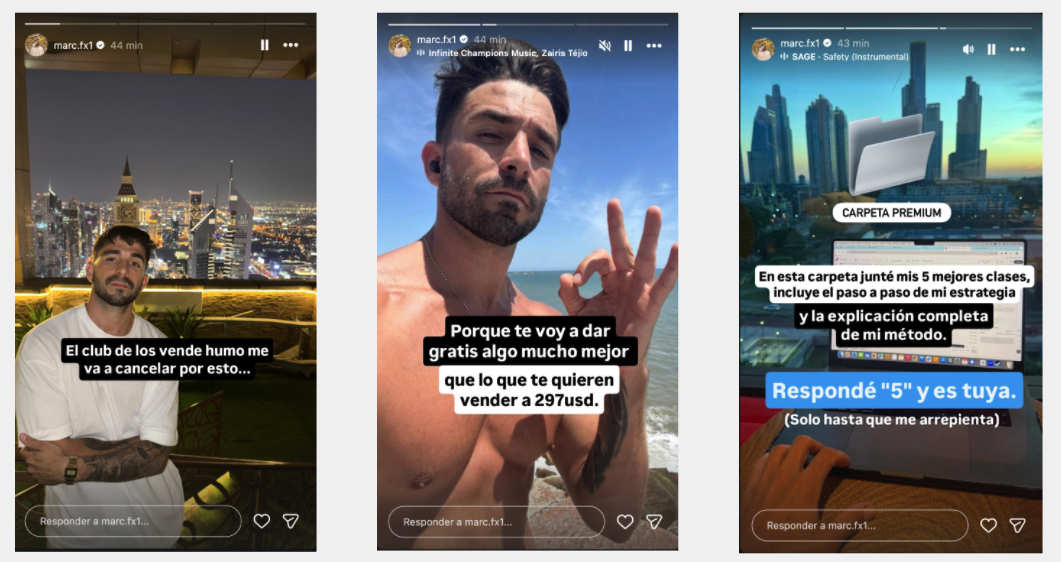 marc.fx1 44 min
El club de los vende humo me
va a cancelar por esto...
Responder a marc.fx1...
marc.fx1 44 min
Infinite Champions Music, Zairis Téjio
Porque te voy a dar
gratis algo mucho mejor
que lo que te quieren
vender a 297usd.
Responder a marc.fx1...
marc.fx1 43 min
SAGE · Safety (Instrumental)
CARPETA PREMIUM
En esta carpeta junté mis 5 mejores clases,
incluye el paso a paso de mi estrategia
y la explicación completa
de mi método.
Respondé "5" y es tuya.
(Solo hasta que me arrepienta)
Responder a marc.fx1...